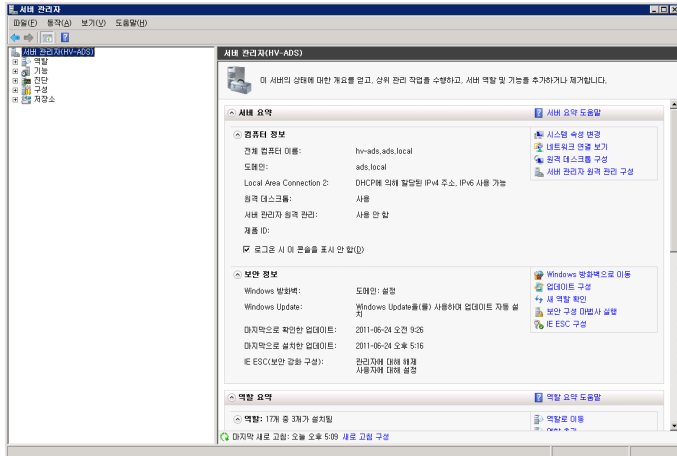 서버 관리자
파일(F) 동작(A) 보기(V) 도움말(H)
서버 관리자(HV-ADS)
역할
기능
진단
구성
저장소
서버 관리자(HV-ADS)
이 서버의 상태에 대한 개요를 얻고, 상위 관리 작업을 수행하고, 서버 역할 및 기능을 추가하거나 제거합니다.
서버 요약
서버 요약 도움말
컴퓨터 정보
전체 컴퓨터 이름: hv-ads.ads.local
도메인: ads.local
Local Area Connection 2: DHCP에 의해 할당된 IPv4 주소, IPv6 사용 가능
원격 데스크톱: 사용
서버 관리자 원격 관리: 사용 안 함
제품 ID:
로그온 시 이 콘솔을 표시 안 함(D)
시스템 속성 변경
네트워크 연결 보기
원격 데스크톱 구성
서버 관리자 원격 관리 구성
보안 정보
Windows 방화벽: 도메인: 설정
Windows Update: Windows Update을(를) 사용하여 업데이트 자동 설
치
마지막으로 확인한 업데이트: 2011-06-24 오전 9:26
마지막으로 설치한 업데이트: 2011-06-24 오후 5:16
IE ESC(보안 강화 구성): 관리자에 대해 해제
사용자에 대해 설정
Windows 방화벽으로 이동
업데이트 구성
새 역할 확인
보안 구성 마법사 실행
IE ESC 구성
역할 요약
역할 요약 도움말
역할: 17개 중 3개가 설치됨
역할로 이동
마지막 새로 고침: 오늘 오후 5:09 새로 고침 구성